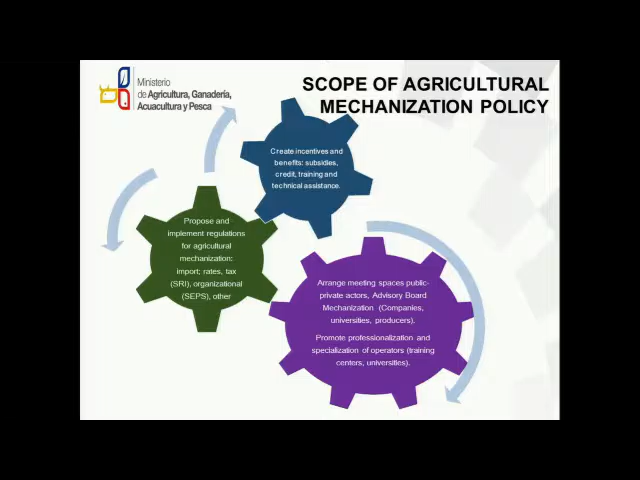 Ministerio
de Agricultura, Ganadería,
Acuacultura y Pesca
SCOPE OF AGRICULTURAL
MECHANIZATION POLICY
Create incentives and
benefits: subsidies,
credit, training and
technical assistance.
Propose and
implement regulations
for agricultural
mechanization:
import; rates, tax
(SRI), organizational
(SEPS), other
Arrange meeting spaces public-
private actors, Advisory Board
Mechanization (Companies,
universities, producers).
Promote professionalization and
specialization of operators (training
centers, universities).